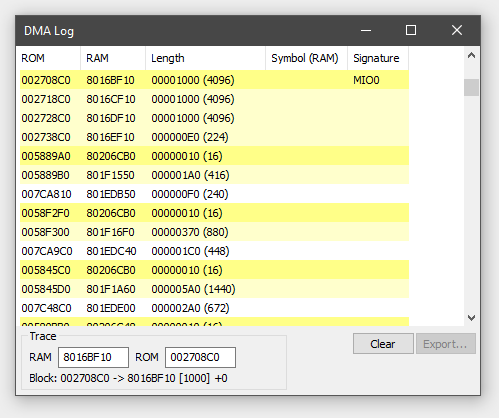 DMA Log
ROM RAM Length Symbol (RAM) Signature
002708C0 8016BF10 00001000 (4096) MIO0
002718C0 8016CF10 00001000 (4096)
002728C0 8016DF10 00001000 (4096)
002738C0 8016EF10 000000E0 (224)
005889A0 80206CB0 00000010 (16)
005889B0 801F1550 000001A0 (416)
007CA810 801EDB50 000000F0 (240)
0058F2F0 80206CB0 00000010 (16)
0058F300 801F16F0 00000370 (880)
007CA9C0 801EDC40 000001C0 (448)
005845C0 80206CB0 00000010 (16)
005845D0 801F1A60 000005A0 (1440)
007C48C0 801EDE00 000002A0 (672)
Trace
RAM 8016BF10 ROM 002708C0
Clear Export...
Block: 002708C0 -> 8016BF10 [1000] +0